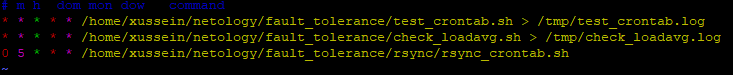 # m h  dom mon dow   command
* * * * * /home/xussein/netology/fault_tolerance/test_crontab.sh > /tmp/test_crontab.log
* * * * * /home/xussein/netology/fault_tolerance/check_loadavg.sh > /tmp/check_loadavg.log
0 5 * * * /home/xussein/netology/fault_tolerance/rsync/rsync_crontab.sh
~